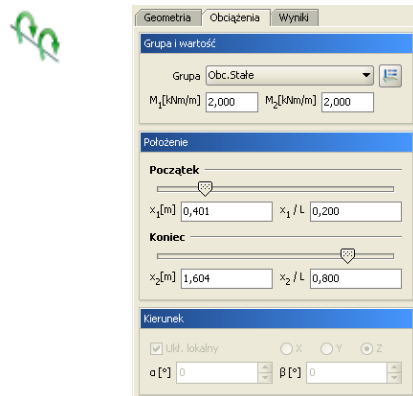 Geometria Obciążenia Wyniki
Grupa i wartość
Grupa Obc.Stałe
M1[kNm/m] 2,000 M2[kNm/m] 2,000
Położenie
Początek
x1[m] 0,401 x1 / L 0,200
Koniec
x2[m] 1,604 x2 / L 0,800
Kierunek
Ukł. lokalny X Y Z
α [°] 0 β [°] 0